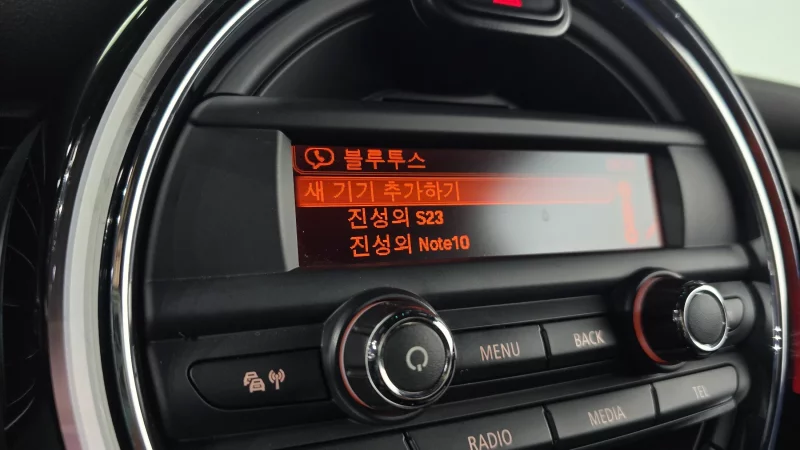 블루투스
새 기기 추가하기
진성의 S23
진성의 Note10
MENU
BACK
RADIO
MEDIA
TEL